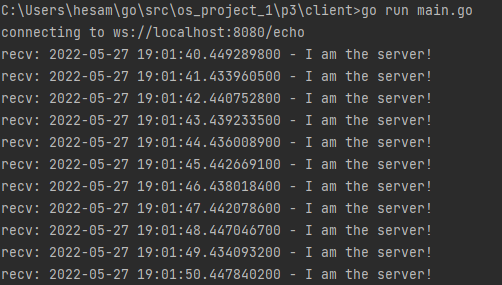 C:\Users\hesam\go\src\os_project_1\p3\client>go run main.go
connecting to ws://localhost:8080/echo
recv: 2022-05-27 19:01:40.449289800 - I am the server!
recv: 2022-05-27 19:01:41.433960500 - I am the server!
recv: 2022-05-27 19:01:42.440752800 - I am the server!
recv: 2022-05-27 19:01:43.439233500 - I am the server!
recv: 2022-05-27 19:01:44.436008900 - I am the server!
recv: 2022-05-27 19:01:45.442669100 - I am the server!
recv: 2022-05-27 19:01:46.438018400 - I am the server!
recv: 2022-05-27 19:01:47.442078600 - I am the server!
recv: 2022-05-27 19:01:48.447046700 - I am the server!
recv: 2022-05-27 19:01:49.434093200 - I am the server!
recv: 2022-05-27 19:01:50.447840200 - I am the server!